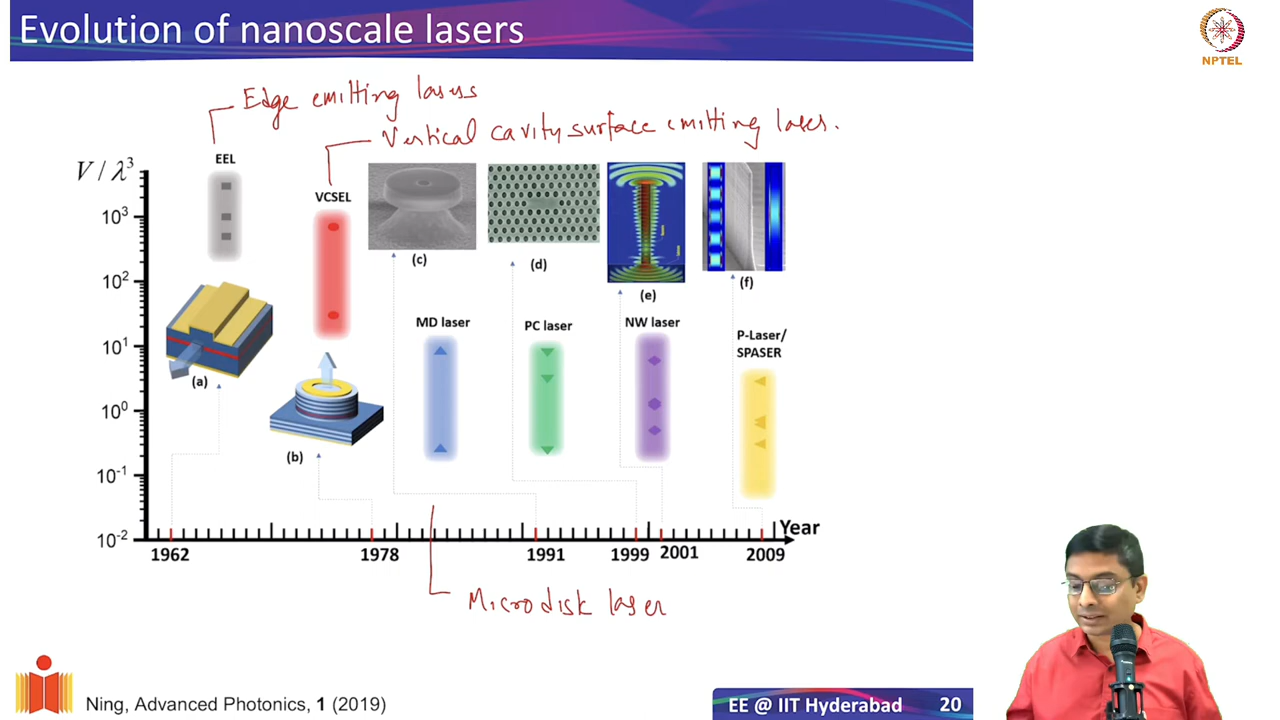 Evolution of nanoscale lasers
NPTEL
Edge emitting lasers
Vertical cavity surface emitting laser.
EEL
V / λ³
VCSEL
10³
10²
10¹
10⁰
10⁻¹
10⁻²
(a)
(b)
(c)
(d)
(e)
(f)
MD laser
PC laser
NW laser
P-Laser/
SPASER
Year
1962
1978
1991
1999
2001
2009
Microdisk laser
Ning, Advanced Photonics, 1 (2019)
EE @ IIT Hyderabad
20